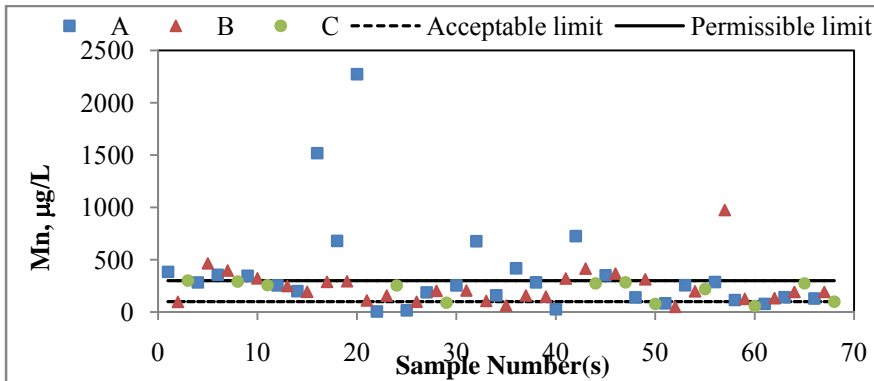 A B C Acceptable limit Permissible limit
2500
2000
1500
1000
500
0
Mn, µg/L
0 10 20 30 40 50 60 70
Sample Number(s)